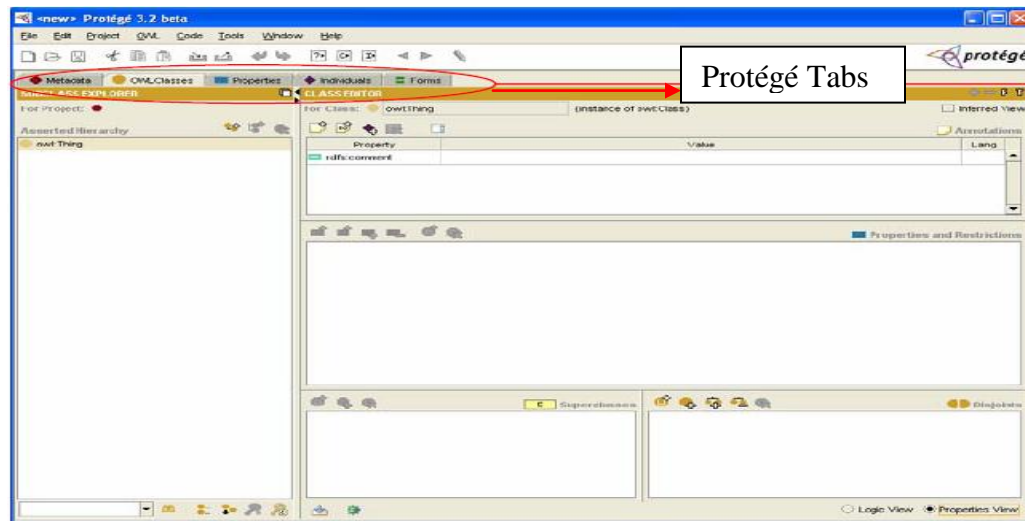 <new> Protégé 3.2 beta
File Edit Project OWL Code Tools Window Help
protégé
Metadata OWLClasses Properties Individuals Forms
Protégé Tabs
SUBCLASS EXPLORER CLASS EDITOR
For Project: For Class: owl:Thing (instance of owl:Class) Inferred View
Asserted Hierarchy Annotations
owl:Thing Property Value Lang
rdfs:comment
Properties and Restrictions
Superclasses Disjoints
Logic View Properties View